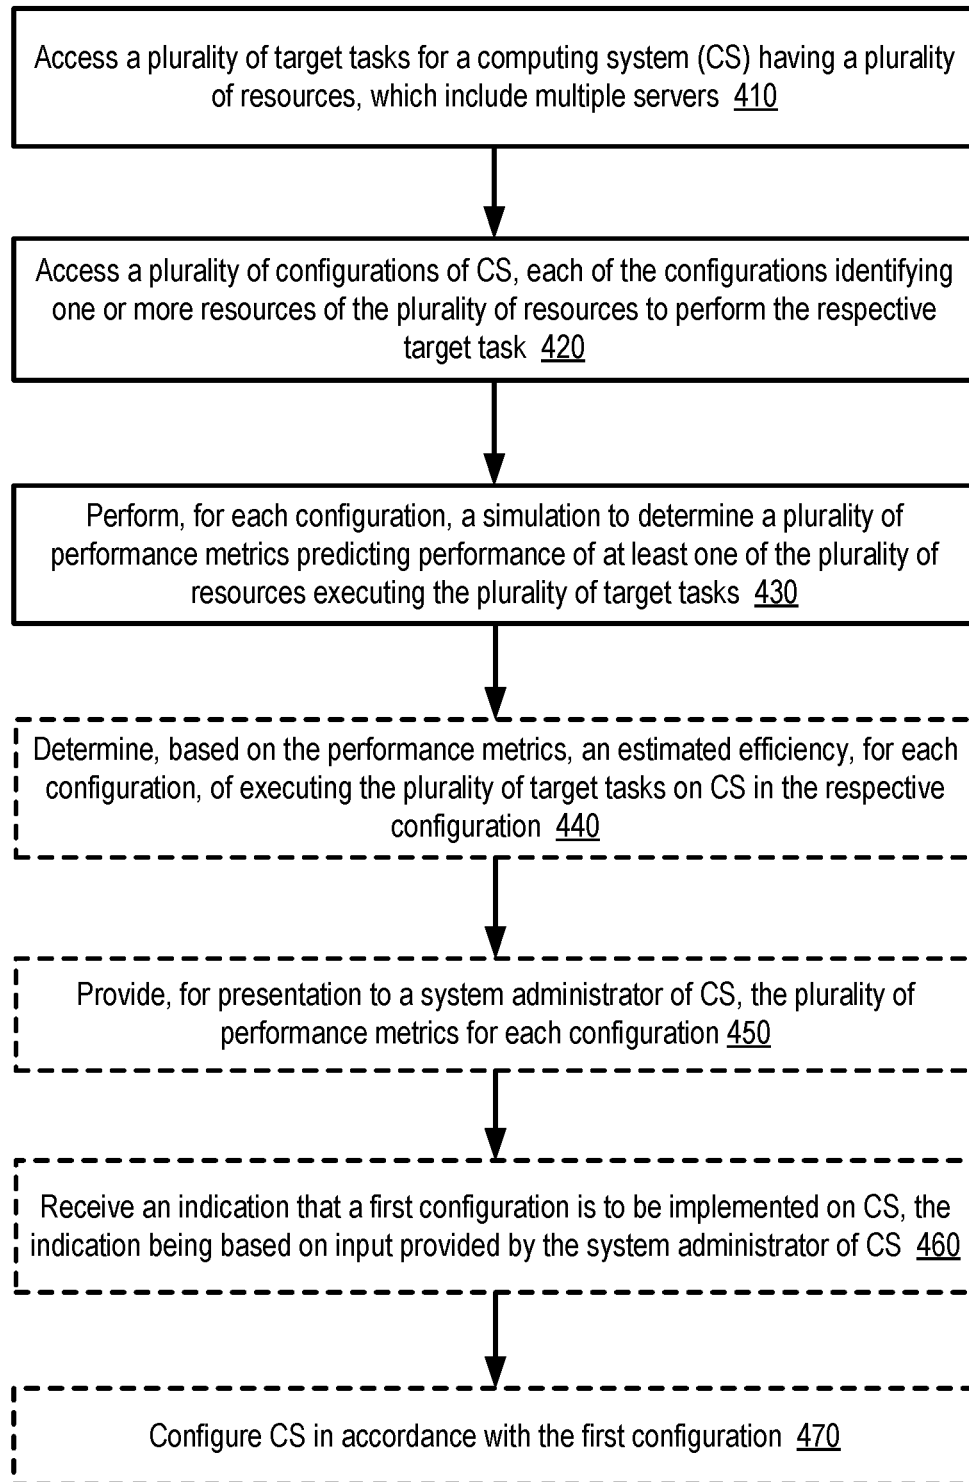 Access a plurality of target tasks for a computing system (CS) having a plurality
of resources, which include multiple servers 410
Access a plurality of configurations of CS, each of the configurations identifying
one or more resources of the plurality of resources to perform the respective
target task 420
Perform, for each configuration, a simulation to determine a plurality of
performance metrics predicting performance of at least one of the plurality of
resources executing the plurality of target tasks 430
Determine, based on the performance metrics, an estimated efficiency, for each
configuration, of executing the plurality of target tasks on CS in the respective
configuration 440
Provide, for presentation to a system administrator of CS, the plurality of
performance metrics for each configuration 450
Receive an indication that a first configuration is to be implemented on CS, the
indication being based on input provided by the system administrator of CS 460
Configure CS in accordance with the first configuration 470